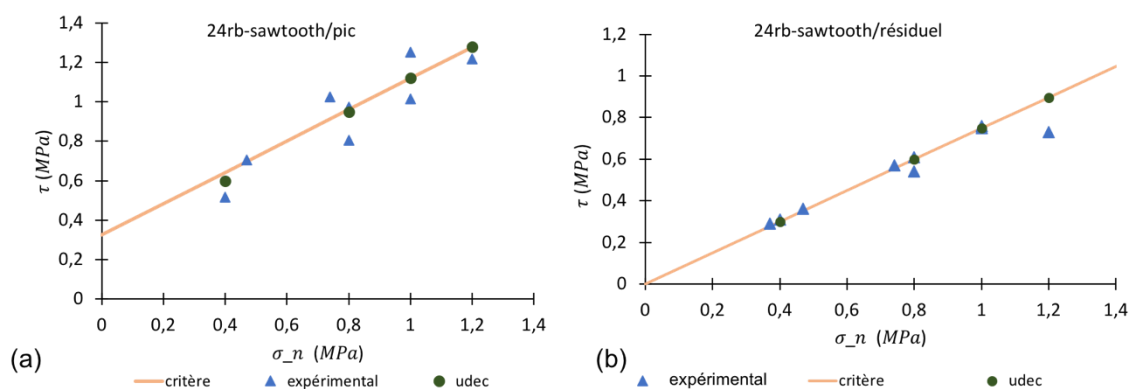 24rb-sawtooth/pic
1,4
1,2
1
0,8
0,6
0,4
0,2
0
τ (MPa)
0 0,2 0,4 0,6 0,8 1 1,2 1,4
σ_n (MPa)
(a)
critère expérimental udec
24rb-sawtooth/résiduel
1,2
1
0,8
0,6
0,4
0,2
0
τ (MPa)
0 0,2 0,4 0,6 0,8 1 1,2 1,4
σ_n (MPa)
(b)
expérimental critère udec